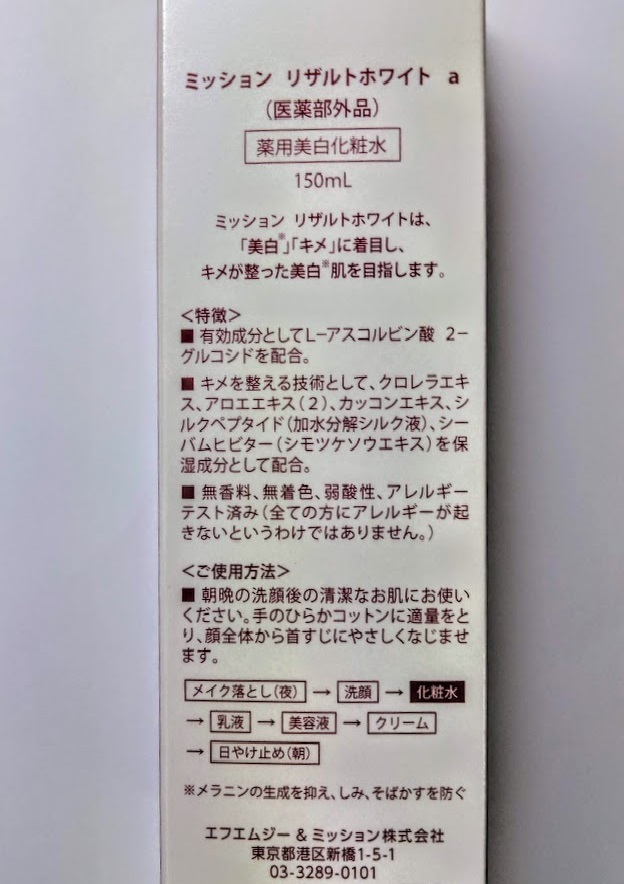 ミッション リザルトホワイト a
（医薬部外品）
薬用美白化粧水
150mL
ミッション リザルトホワイトは、
「美白※」「キメ」に着目し、
キメが整った美白※肌を目指します。
＜特徴＞
■ 有効成分としてL−アスコルビン酸 2−
グルコシドを配合。
■ キメを整える技術として、クロレラエキ
ス、アロエエキス（2）、カッコンエキス、シ
ルクペプタイド（加水分解シルク液）、シー
バムヒビター（シモツケソウエキス）を保
湿成分として配合。
■ 無香料、無着色、弱酸性、アレルギー
テスト済み（全ての方にアレルギーが起
きないというわけではありません。）
＜ご使用方法＞
■ 朝晩の洗顔後の清潔なお肌にお使い
ください。手のひらかコットンに適量をと
り、顔全体から首すじにやさしくなじませ
ます。
メイク落とし（夜） → 洗顔 → 化粧水
→ 乳液 → 美容液 → クリーム
→ 日やけ止め（朝）
※メラニンの生成を抑え、しみ、そばかすを防ぐ
エフエムジー & ミッション株式会社
東京都港区新橋1-5-1
03-3289-0101